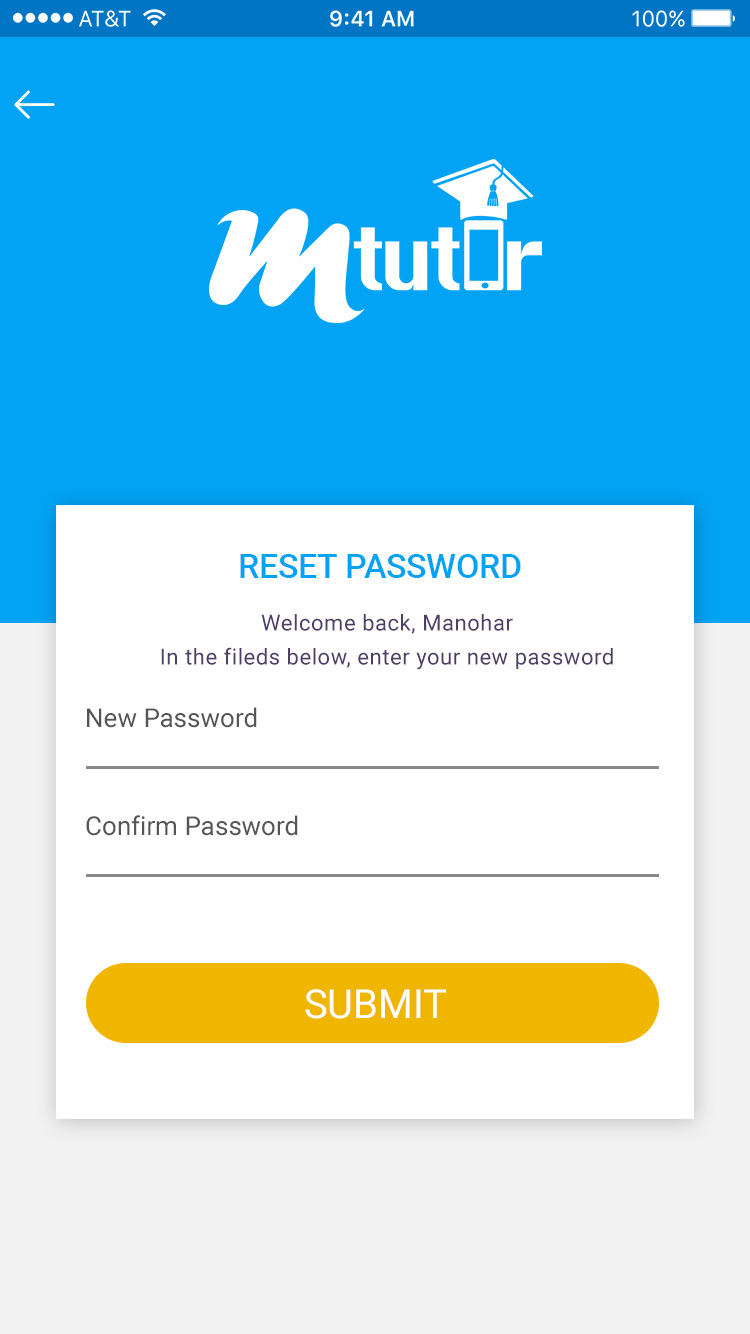 AT&T 9:41 AM 100%
Mtutor
RESET PASSWORD
Welcome back, Manohar
In the fileds below, enter your new password
New Password
Confirm Password
SUBMIT